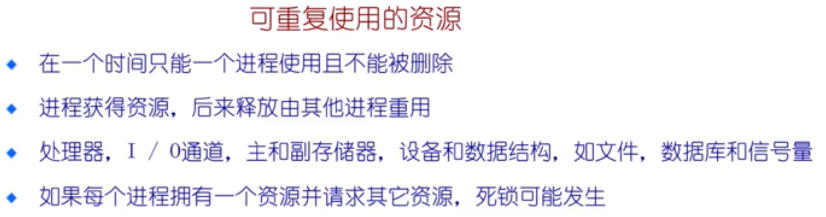 可重复使用的资源
在一个时间只能一个进程使用且不能被删除
进程获得资源，后来释放由其他进程重用
处理器，I / O通道，主和副存储器，设备和数据结构，如文件，数据库和信号量
如果每个进程拥有一个资源并请求其它资源，死锁可能发生